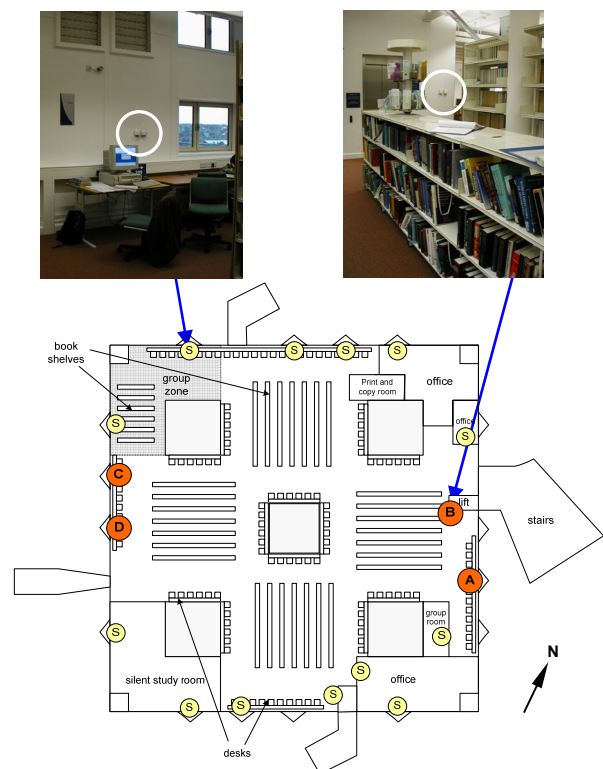 S
S
S
S
book
shelves
group
zone
Print and
copy room
office
office
S
S
C
lift
B
D
stairs
A
S
group
room
S
N
silent study room
S
office
S
S
S
S
desks